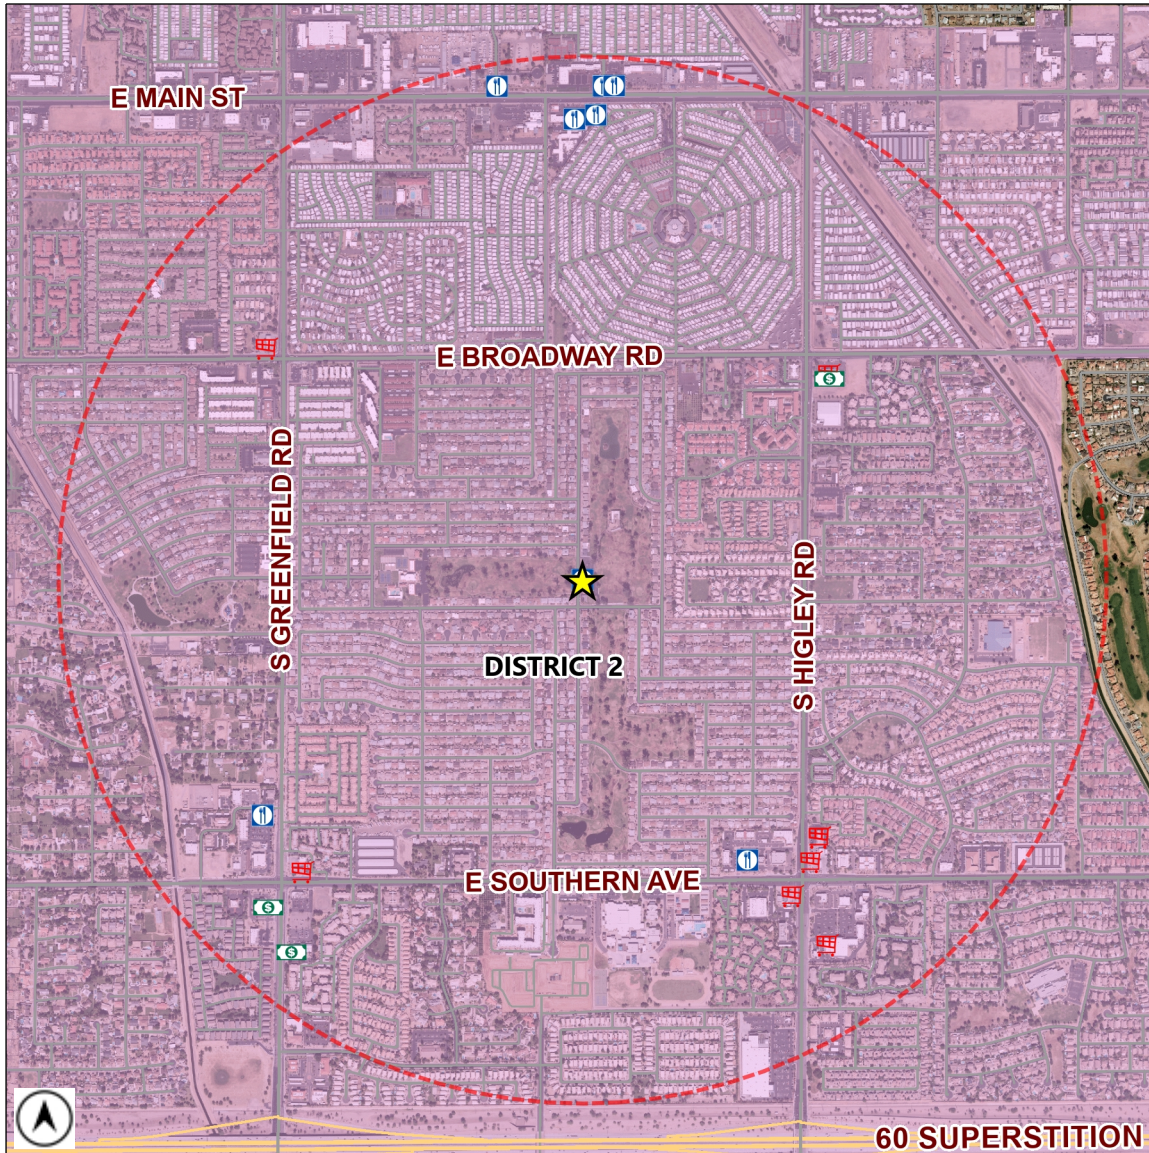 E MAIN ST
E BROADWAY RD
S GREENFIELD RD
S HIGLEY RD
DISTRICT 2
E SOUTHERN AVE
$
$
$
60 SUPERSTITION